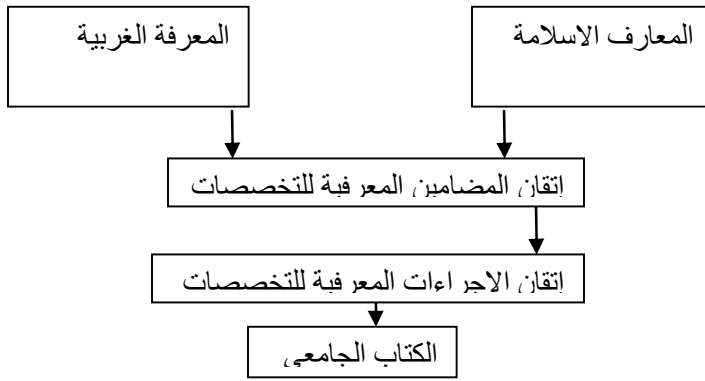 المعارف الاسلامة
المعرفة الغربية
إتقان المضامين المعرفية للتخصصات
إتقان الاجراءات المعرفية للتخصصات
الكتاب الجامعي